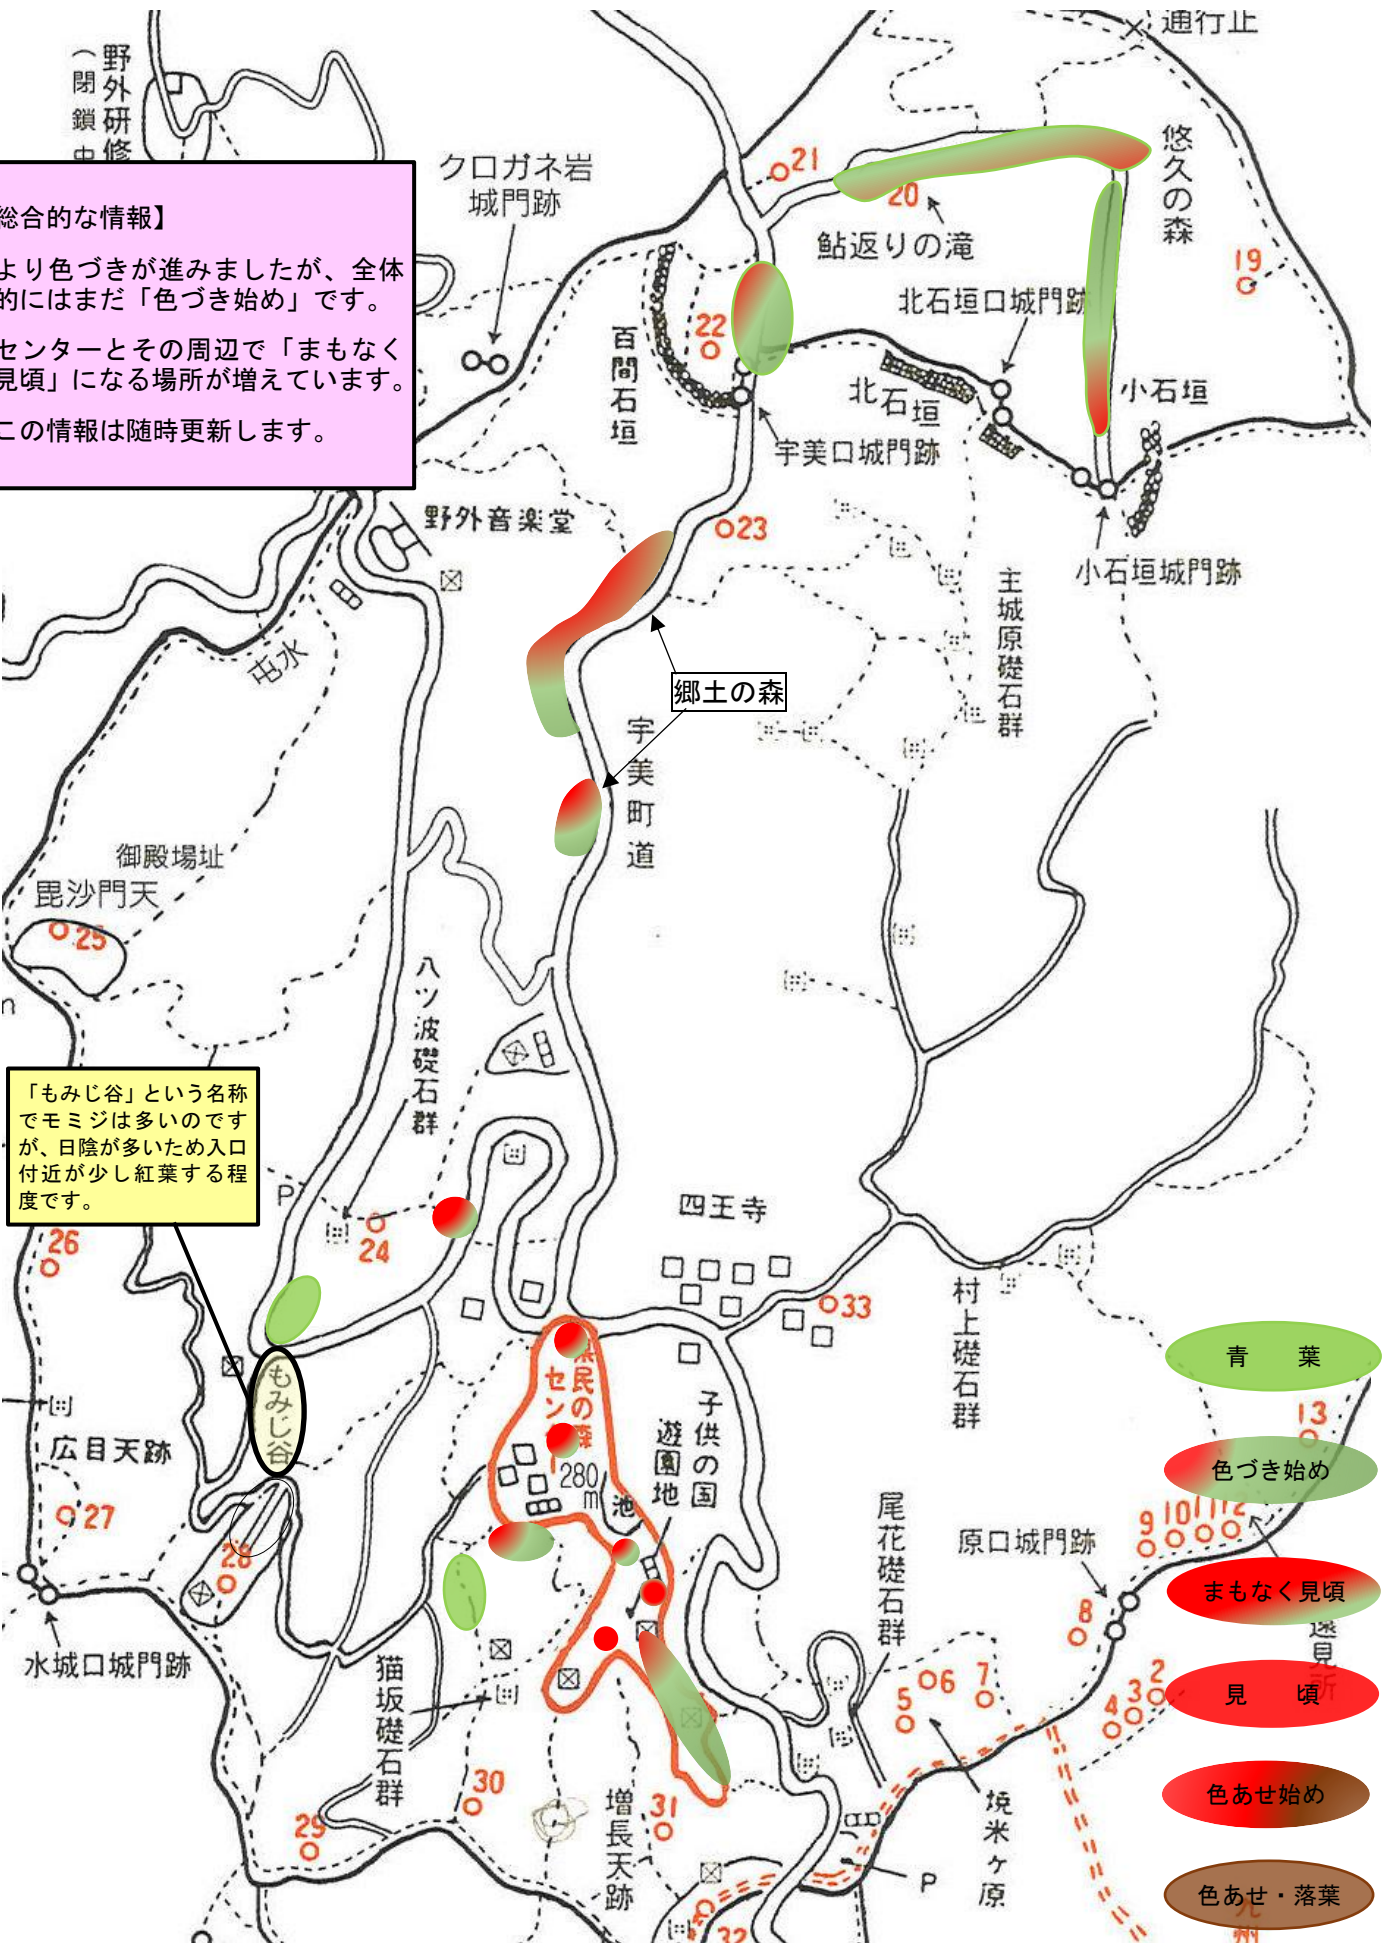 通行止
野外研修
（閉鎖中
悠久の森
クロガネ岩
城門跡
21
20
鮎返りの滝
19
総合的な情報】
より色づきが進みましたが、全体
的にはまだ「色づき始め」です。
センターとその周辺で「まもなく
見頃」になる場所が増えています。
この情報は随時更新します。
北石垣口城門跡
22
百間石垣
北石垣
小石垣
宇美口城門跡
野外音楽堂
23
小石垣城門跡
主城原礎石群
屯水
郷土の森
宇美町道
御殿場址
毘沙門天
25
八ツ波礎石群
「もみじ谷」という名称
でモミジは多いのです
が、日陰が多いため入口
付近が少し紅葉する程
度です。
P
24
四王寺
26
33
村上礎石群
青　葉
もみじ谷
県民の森
センター
子供の国
遊園地
13
広目天跡
色づき始め
280
m
池
27
尾花礎石群
9 10 11 12
原口城門跡
28
まもなく見頃
8
遠見所
水城口城門跡
猫坂礎石群
7
6
5
2
3
4
見　頃
30
31
増長天跡
焼米ヶ原
色あせ始め
29
P
色あせ・落葉
32
九州